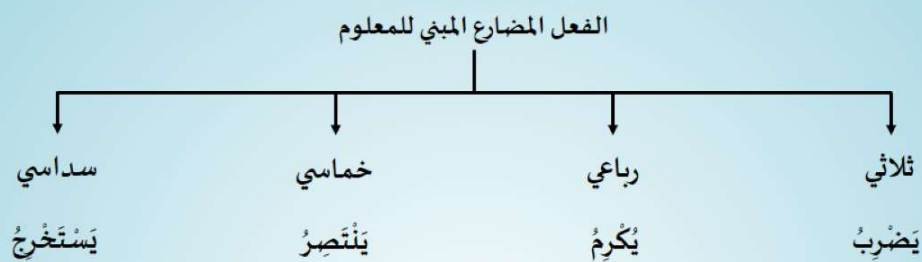 الفعل المضارع المبني للمعلوم
ثلاثي رباعي خماسي سداسي
يَضْرِبُ يُكْرِمُ يَنْتَصِرُ يَسْتَخْرِجُ